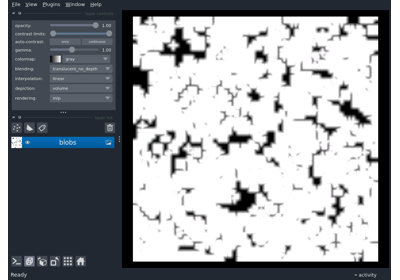 File View Plugins Window Help
opacity: 1.00
contrast limits:
auto-contrast: once continuous
gamma: 1.00
colormap: gray
blending: translucent_no_depth
interpolation: linear
depiction: volume
rendering: mip
blobs
Ready
activity